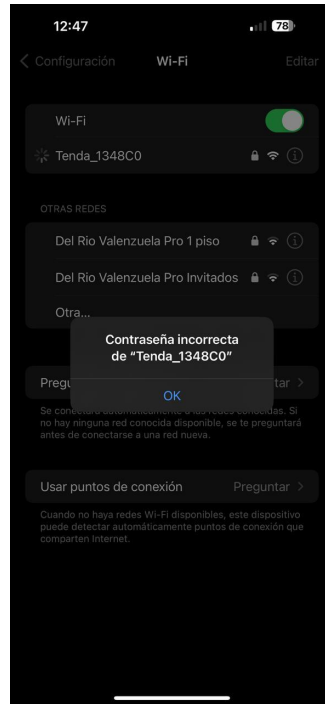 12:47
78
Configuración
Wi-Fi
Editar
Wi-Fi
Tenda_1348C0
OTRAS REDES
Del Rio Valenzuela Pro 1 piso
Del Rio Valenzuela Pro Invitados
Otra...
Contraseña incorrecta
de “Tenda_1348C0”
OK
Se conectará automáticamente a las redes conocidas. Si
no hay ninguna red conocida disponible, se te preguntará
antes de conectarse a una red nueva.
Usar puntos de conexión
Preguntar
Cuando no haya redes Wi-Fi disponibles, este dispositivo
puede detectar automáticamente puntos de conexión que
comparten Internet.